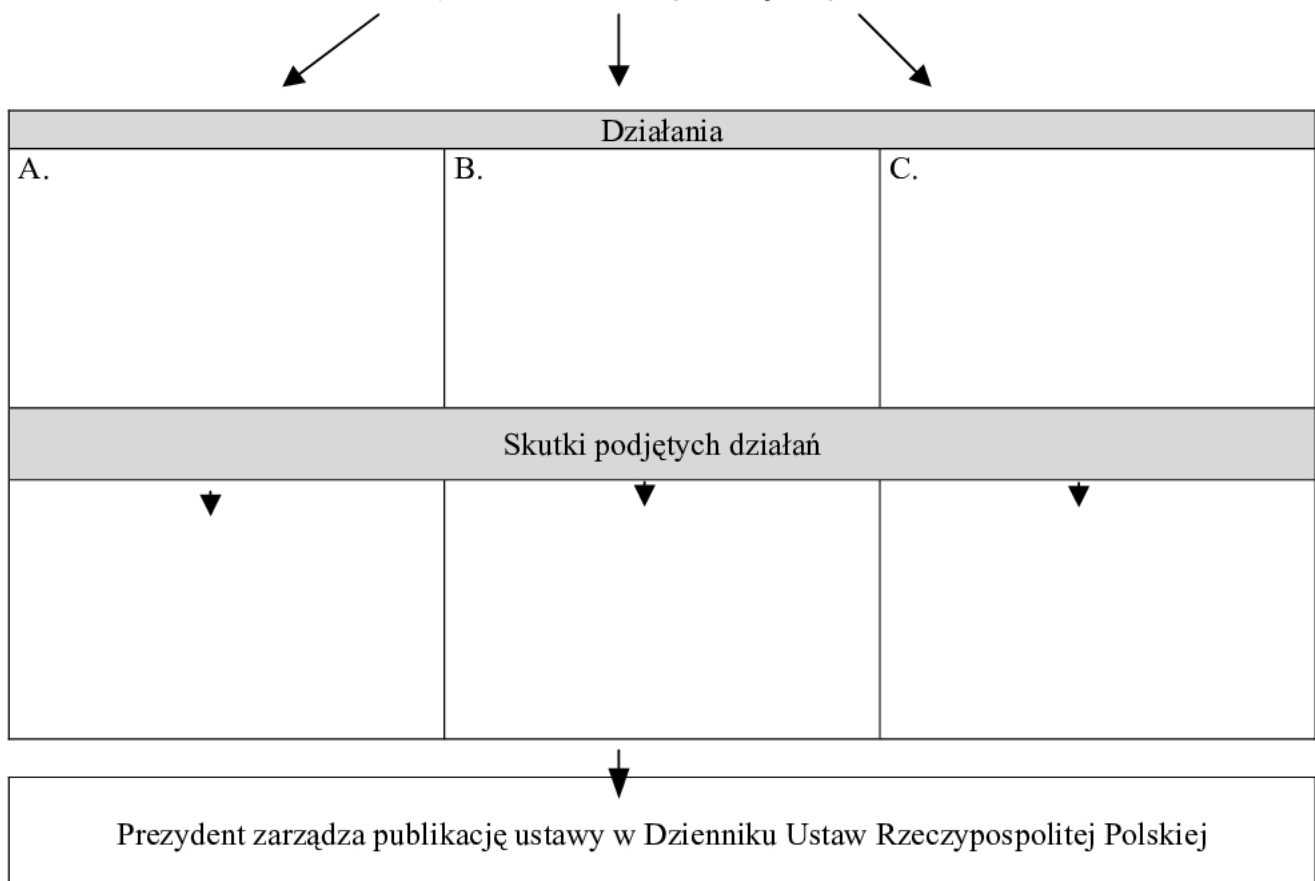 Działania
A.
B.
C.
Skutki podjętych działań
Prezydent zarządza publikację ustawy w Dzienniku Ustaw Rzeczypospolitej Polskiej